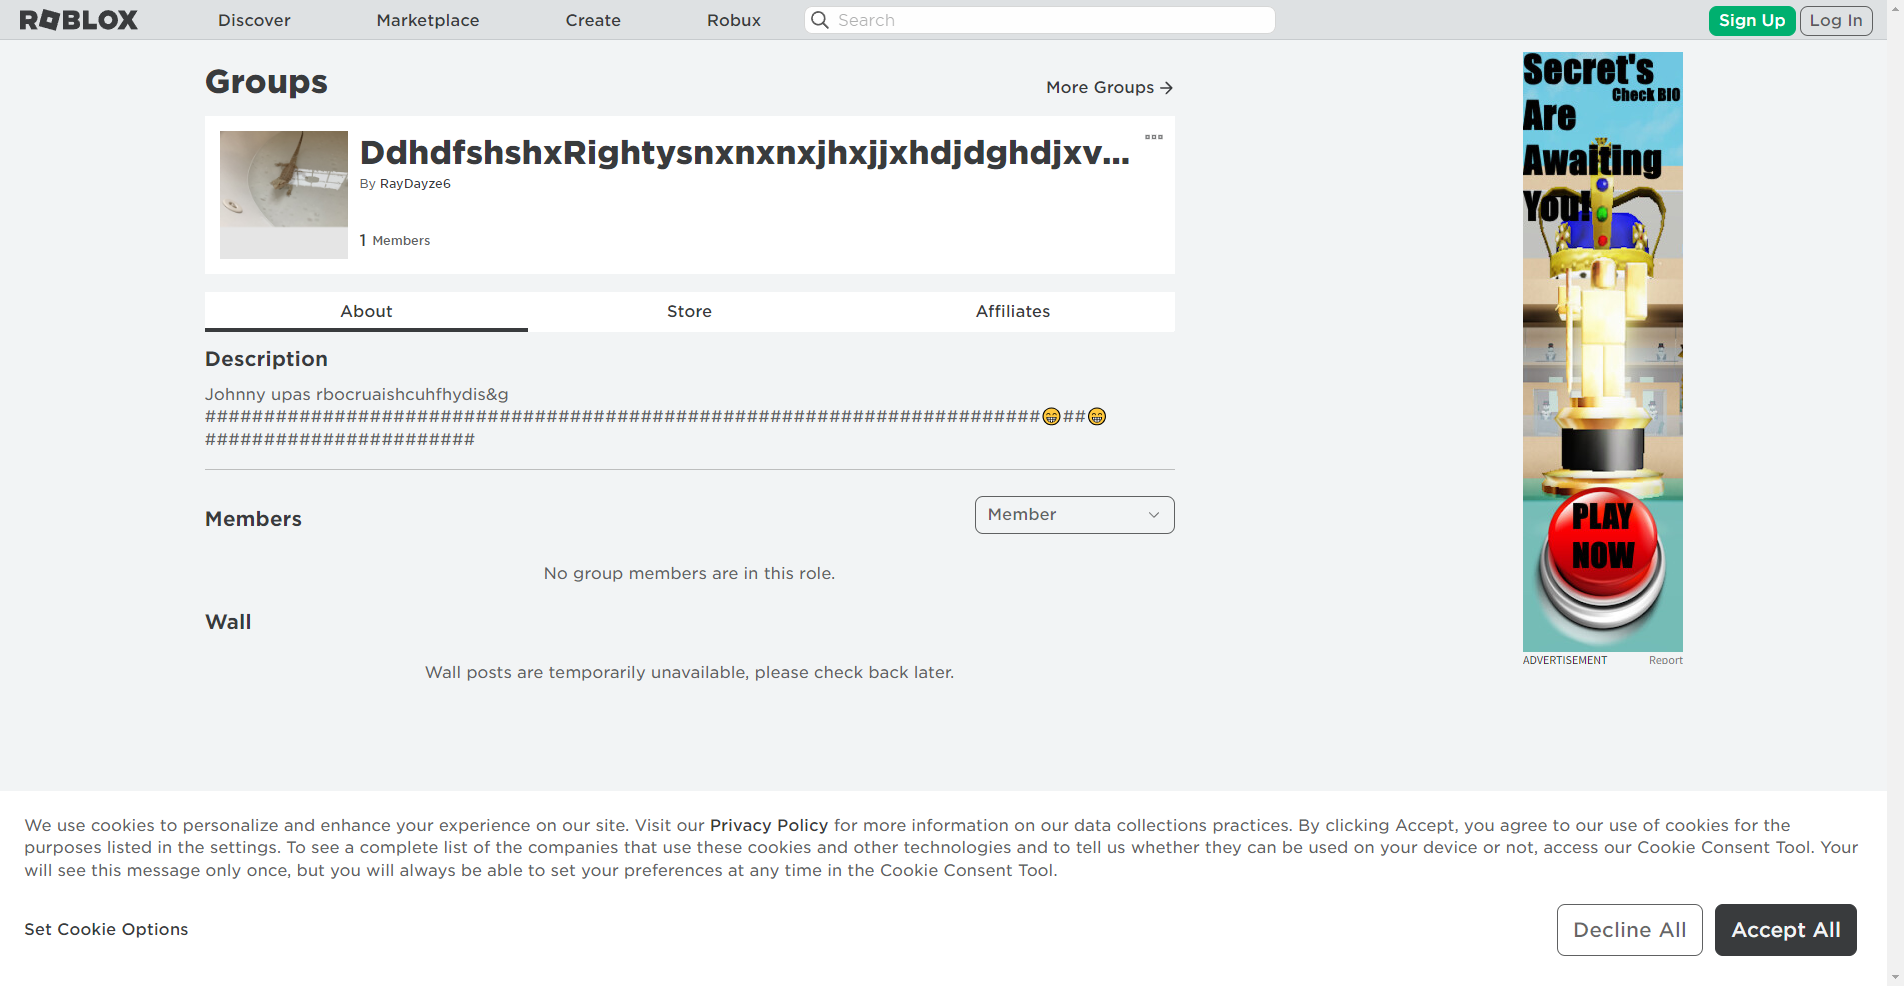 ROBLOX
Discover
Marketplace
Create
Robux
Search
Sign Up
Log In
Groups
More Groups
DdhdfshshxRightysnxnxnxjhxjjxhdjdghdjxv...
By RayDayze6
1 Members
About
Store
Affiliates
Description
Johnny upas rbocruaishcuhfhydis&g
#######################################################################😁##😁
#######################
Members
Member
No group members are in this role.
Wall
Wall posts are temporarily unavailable, please check back later.
Secret's
Check BIO
Are
Awaiting
You!
PLAY
NOW
ADVERTISEMENT
Report
We use cookies to personalize and enhance your experience on our site. Visit our Privacy Policy for more information on our data collections practices. By clicking Accept, you agree to our use of cookies for the
purposes listed in the settings. To see a complete list of the companies that use these cookies and other technologies and to tell us whether they can be used on your device or not, access our Cookie Consent Tool. Your
will see this message only once, but you will always be able to set your preferences at any time in the Cookie Consent Tool.
Set Cookie Options
Decline All
Accept All